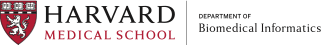 HARVARD
MEDICAL SCHOOL
DEPARTMENT OF
Biomedical Informatics